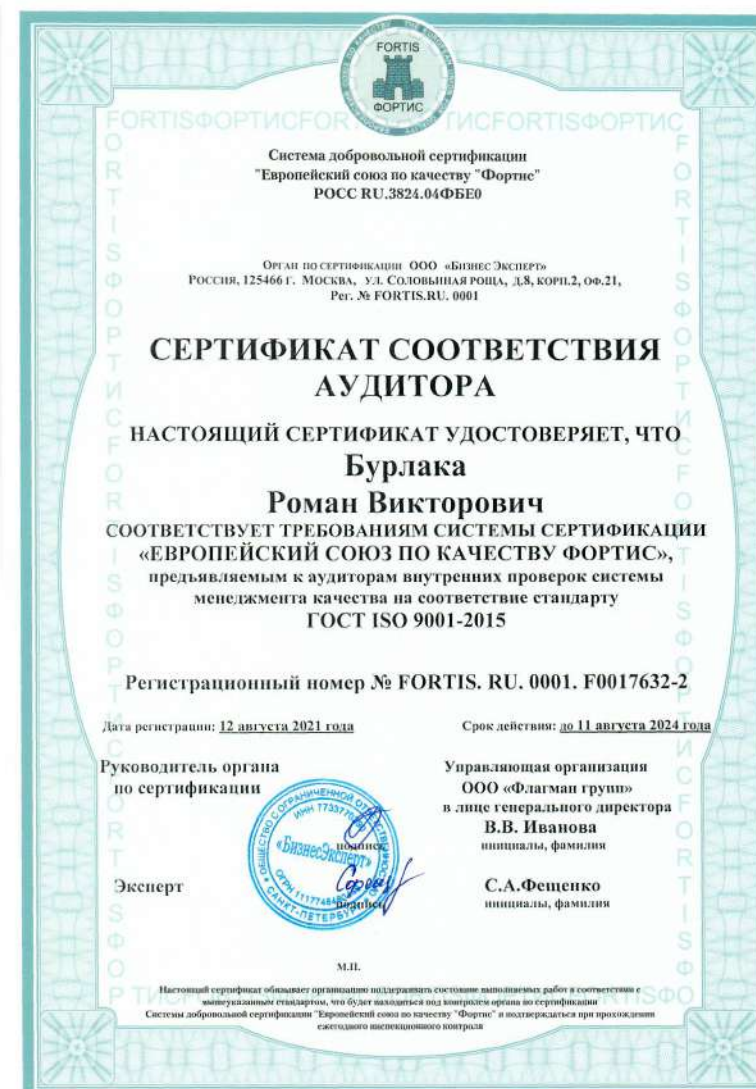 FORTIS
ФОРТИС
Система добровольной сертификации
"Европейский союз по качеству "Фортис"
РОСС RU.3824.04ФБЕ0
Орган по сертификации ООО «Бизнес Эксперт»
Россия, 125466 г. Москва, ул. Соловьиная роща, д.8, корп.2, оф.21,
Рег. № FORTIS.RU. 0001
СЕРТИФИКАТ СООТВЕТСТВИЯ
АУДИТОРА
НАСТОЯЩИЙ СЕРТИФИКАТ УДОСТОВЕРЯЕТ, ЧТО
Бурлака
Роман Викторович
СООТВЕТСТВУЕТ ТРЕБОВАНИЯМ СИСТЕМЫ СЕРТИФИКАЦИИ
«ЕВРОПЕЙСКИЙ СОЮЗ ПО КАЧЕСТВУ ФОРТИС»,
предъявляемым к аудиторам внутренних проверок системы
менеджмента качества на соответствие стандарту
ГОСТ ISO 9001-2015
Регистрационный номер № FORTIS. RU. 0001. F0017632-2
Дата регистрации: 12 августа 2021 года
Срок действия: до 11 августа 2024 года
Руководитель органа
по сертификации
Управляющая организация
ООО «Флагман групп»
в лице генерального директора
В.В. Иванова
подпись
инициалы, фамилия
Эксперт
С.А.Фещенко
подпись
инициалы, фамилия
ОБЩЕСТВО С ОГРАНИЧЕННОЙ ОТВЕТСТВЕННОСТЬЮ
«БизнесЭксперт»
САНКТ-ПЕТЕРБУРГ
М.П.
Настоящий сертификат обязывает организацию поддерживать состояние выполняемых работ в соответствии с
вышеуказанным стандартом, что будет находиться под контролем органа по сертификации
Системы добровольной сертификации "Европейский союз по качеству "Фортис" и подтверждаться при прохождении
ежегодного инспекционного контроля